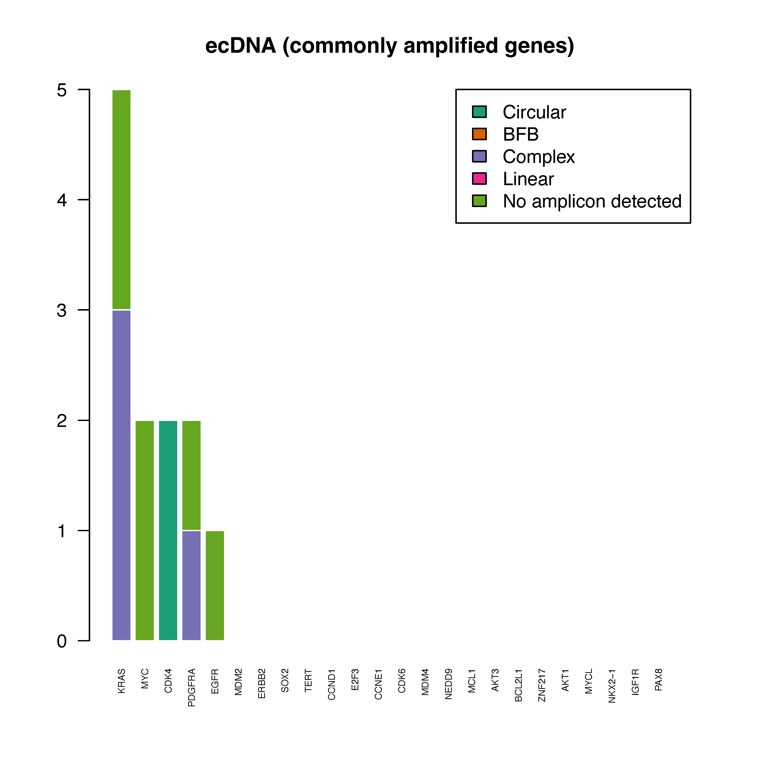 ecDNA (commonly amplified genes)
5
4
3
2
1
0
Circular
BFB
Complex
Linear
No amplicon detected
KRAS
MYC
CDK4
PDGFRA
EGFR
MDM2
ERBB2
SOX2
TERT
CCND1
E2F3
CCNE1
CDK6
MDM4
NEDD9
MCL1
AKT3
BCL2L1
ZNF217
AKT1
MYCL
NKX2−1
IGF1R
PAX8